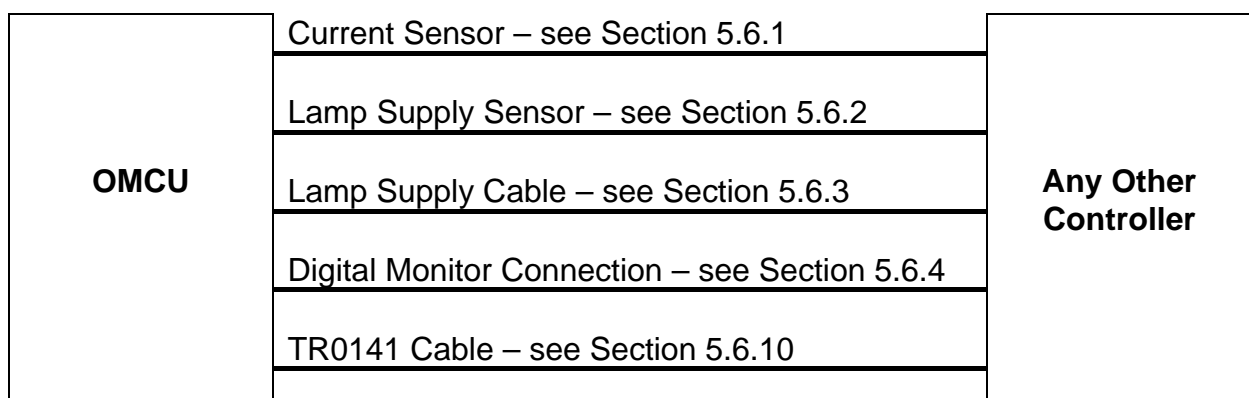 Current Sensor – see Section 5.6.1
Lamp Supply Sensor – see Section 5.6.2
OMCU
Lamp Supply Cable – see Section 5.6.3
Any Other
Controller
Digital Monitor Connection – see Section 5.6.4
TR0141 Cable – see Section 5.6.10